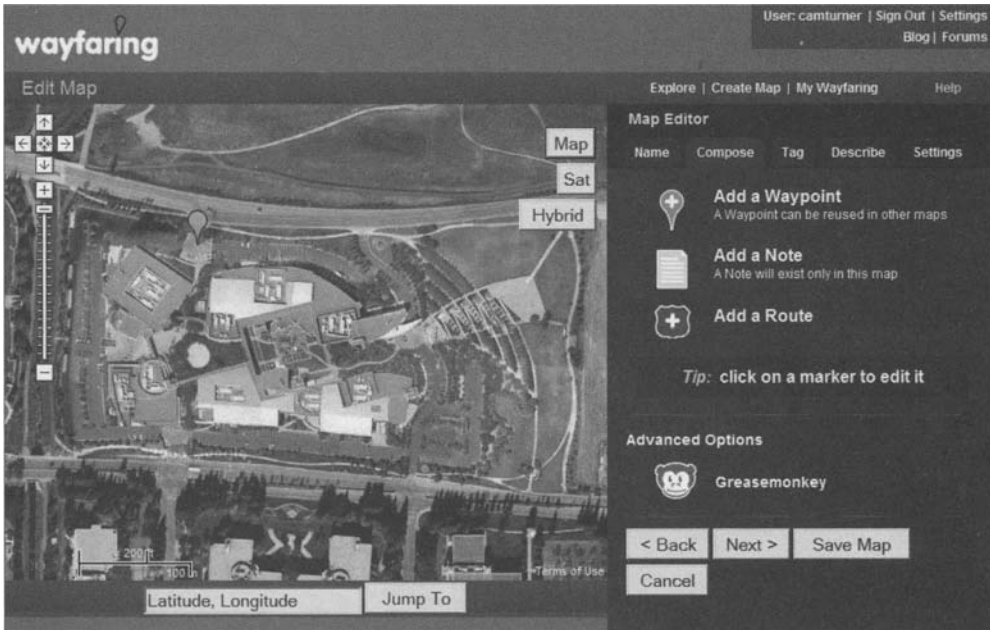 User: camturner | Sign Out | Settings
Blog | Forums
wayfaring
Edit Map
Explore | Create Map | My Wayfaring
Help
Map
Sat
Hybrid
200 ft
100 m
Terms of Use
Latitude, Longitude
Jump To
Map Editor
Name Compose Tag Describe Settings
Add a Waypoint
A Waypoint can be reused in other maps
Add a Note
A Note will exist only in this map
Add a Route
Tip: click on a marker to edit it
Advanced Options
Greasemonkey
< Back Next > Save Map
Cancel